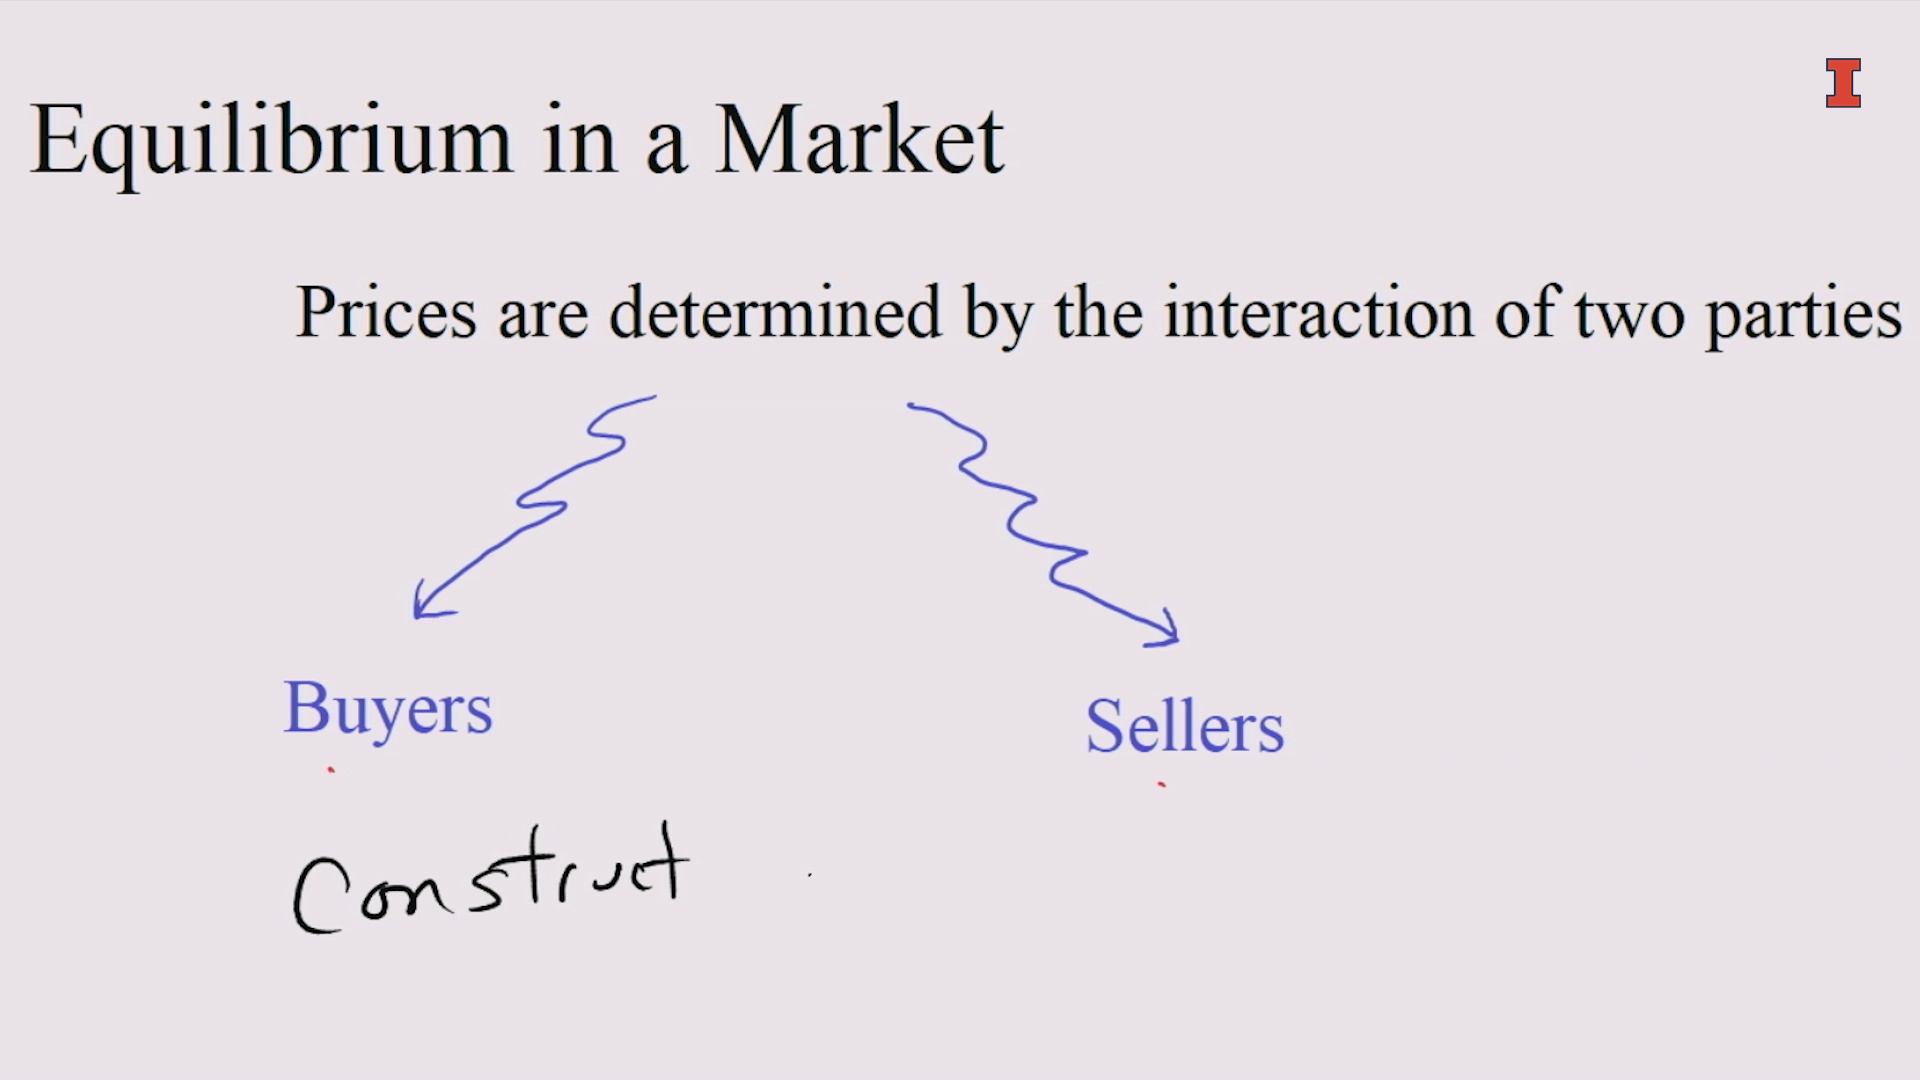 I
Equilibrium in a Market
Prices are determined by the interaction of two parties
Buyers
Sellers
Construct